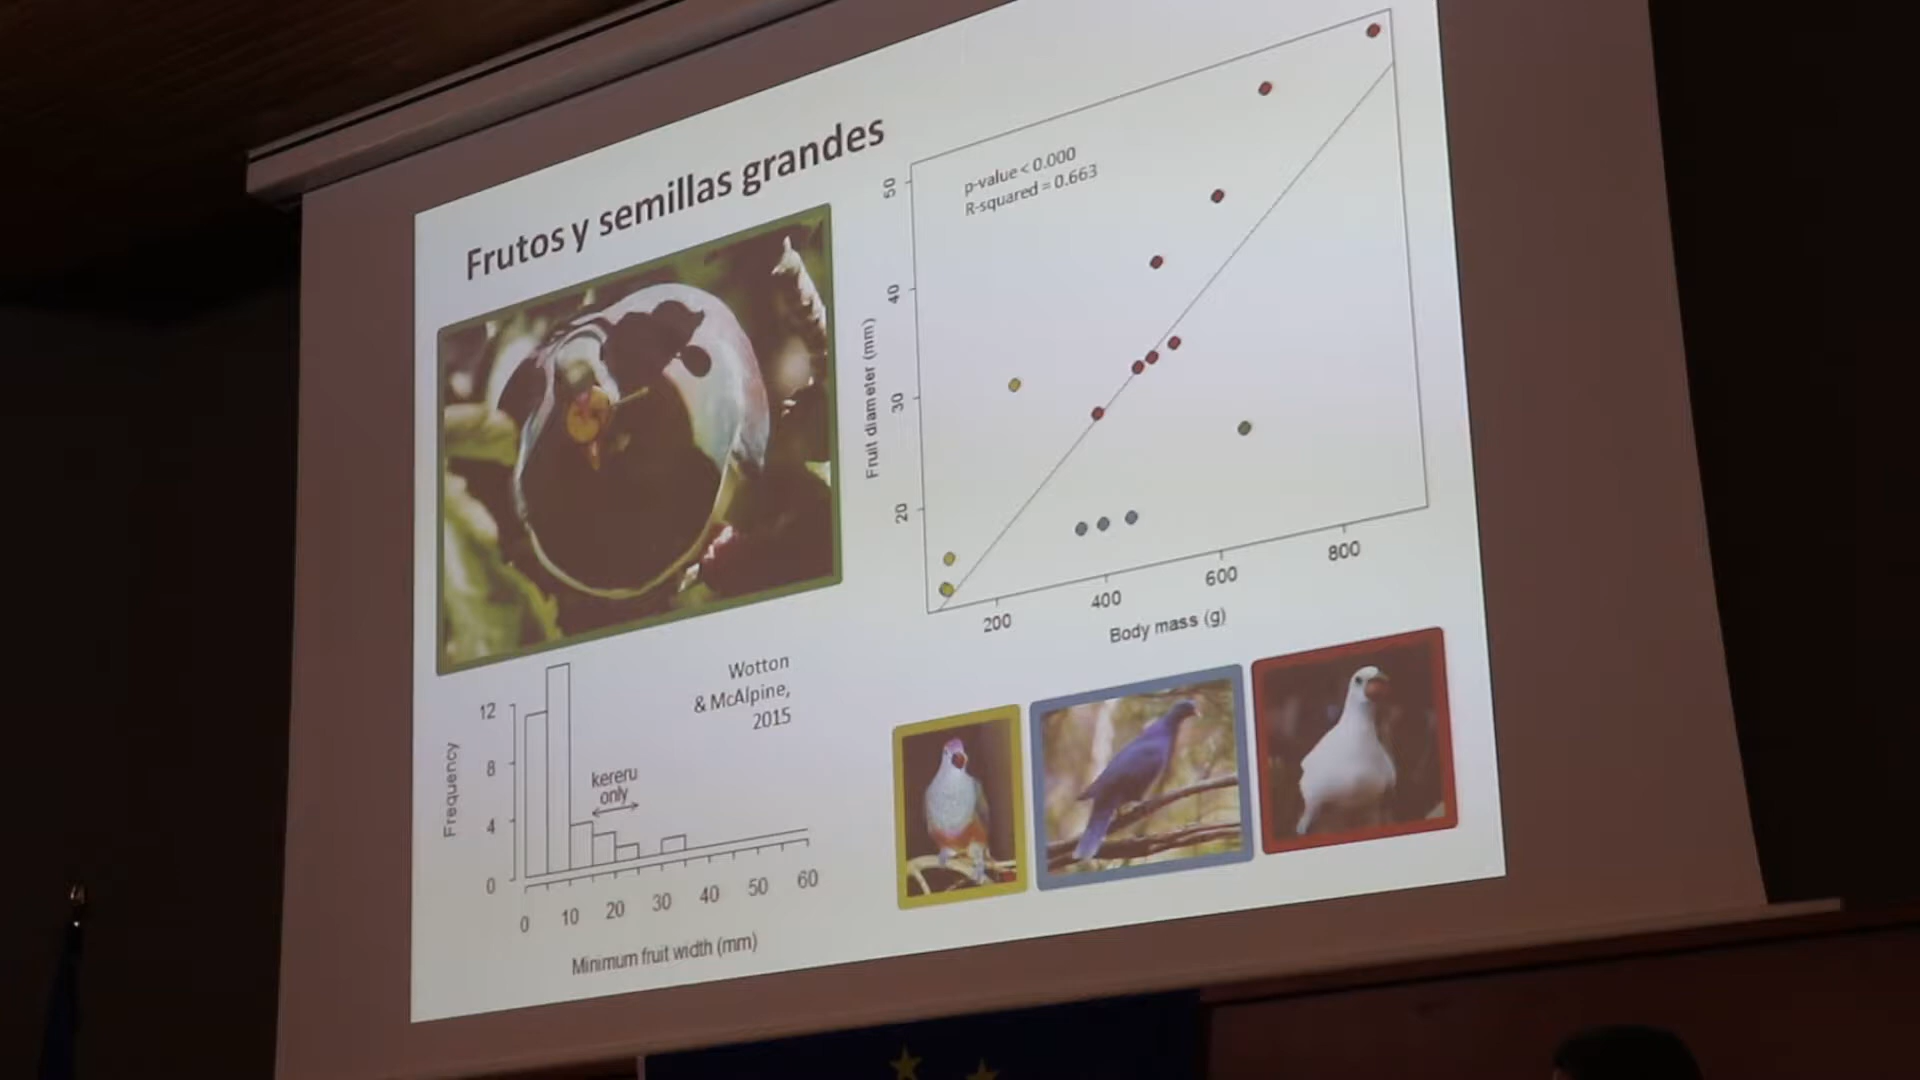 Frutos y semillas grandes
p-value < 0.000
R-squared = 0.663
50
40
30
20
Fruit diameter (mm)
200
400
600
800
Body mass (g)
Wotton
& McAlpine,
2015
12
8
4
0
Frequency
kereru
only
0
10
20
30
40
50
60
Minimum fruit width (mm)